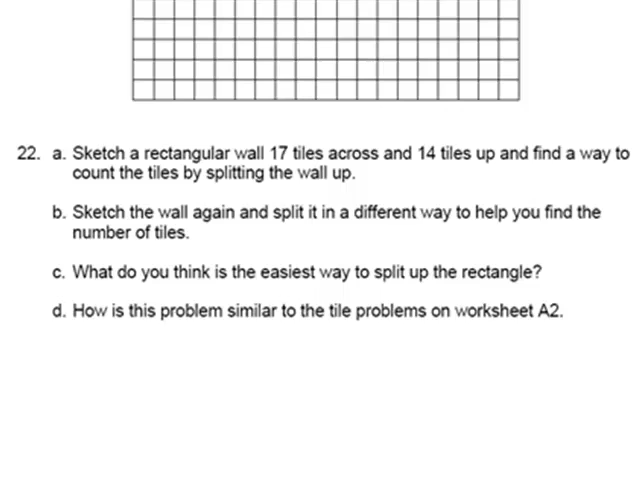 22. a. Sketch a rectangular wall 17 tiles across and 14 tiles up and find a way to
count the tiles by splitting the wall up.
b. Sketch the wall again and split it in a different way to help you find the
number of tiles.
c. What do you think is the easiest way to split up the rectangle?
d. How is this problem similar to the tile problems on worksheet A2.